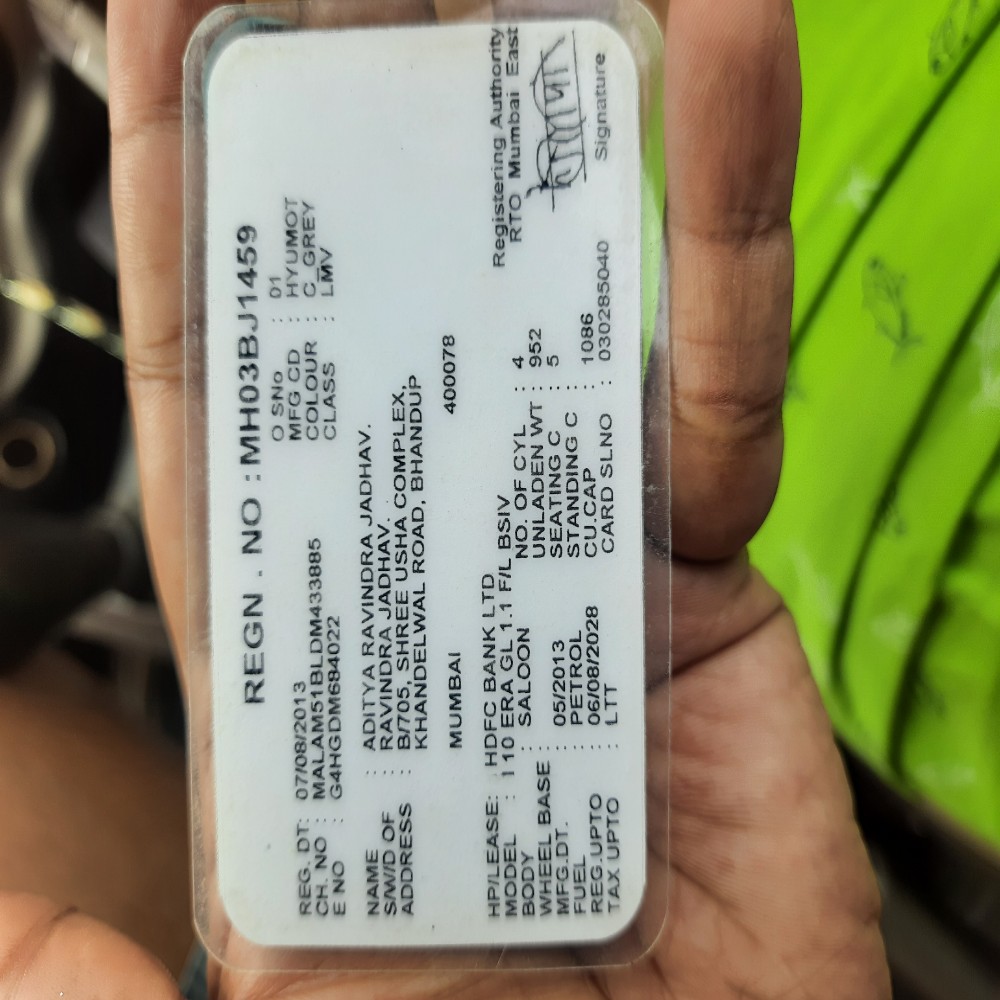 REGN . NO : MH03BJ1459
REG. DT: 07/08/2013 O SNo : 01
CH. NO : MALAM51BLDM433885 MFG CD : HYUMOT
E NO : G4HGDM684022 COLOUR : C_GREY
CLASS : LMV
NAME : ADITYA RAVINDRA JADHAV.
S/W/D OF : RAVINDRA JADHAV.
ADDRESS : B/705, SHREE USHA COMPLEX,
KHANDELWAL ROAD, BHANDUP
MUMBAI 400078
HP/LEASE: HDFC BANK LTD
MODEL : I 10 ERA GL 1.1 F/L BSIV
BODY : SALOON NO. OF CYL : 4
WHEEL BASE : UNLADEN WT : 952
MFG.DT. : 05/2013 SEATING C : 5
FUEL : PETROL STANDING C :
REG.UPTO : 06/08/2028 CU.CAP : 1086
TAX UPTO : LTT CARD SLNO : 030285040
Registering Authority
RTO Mumbai East
Signature